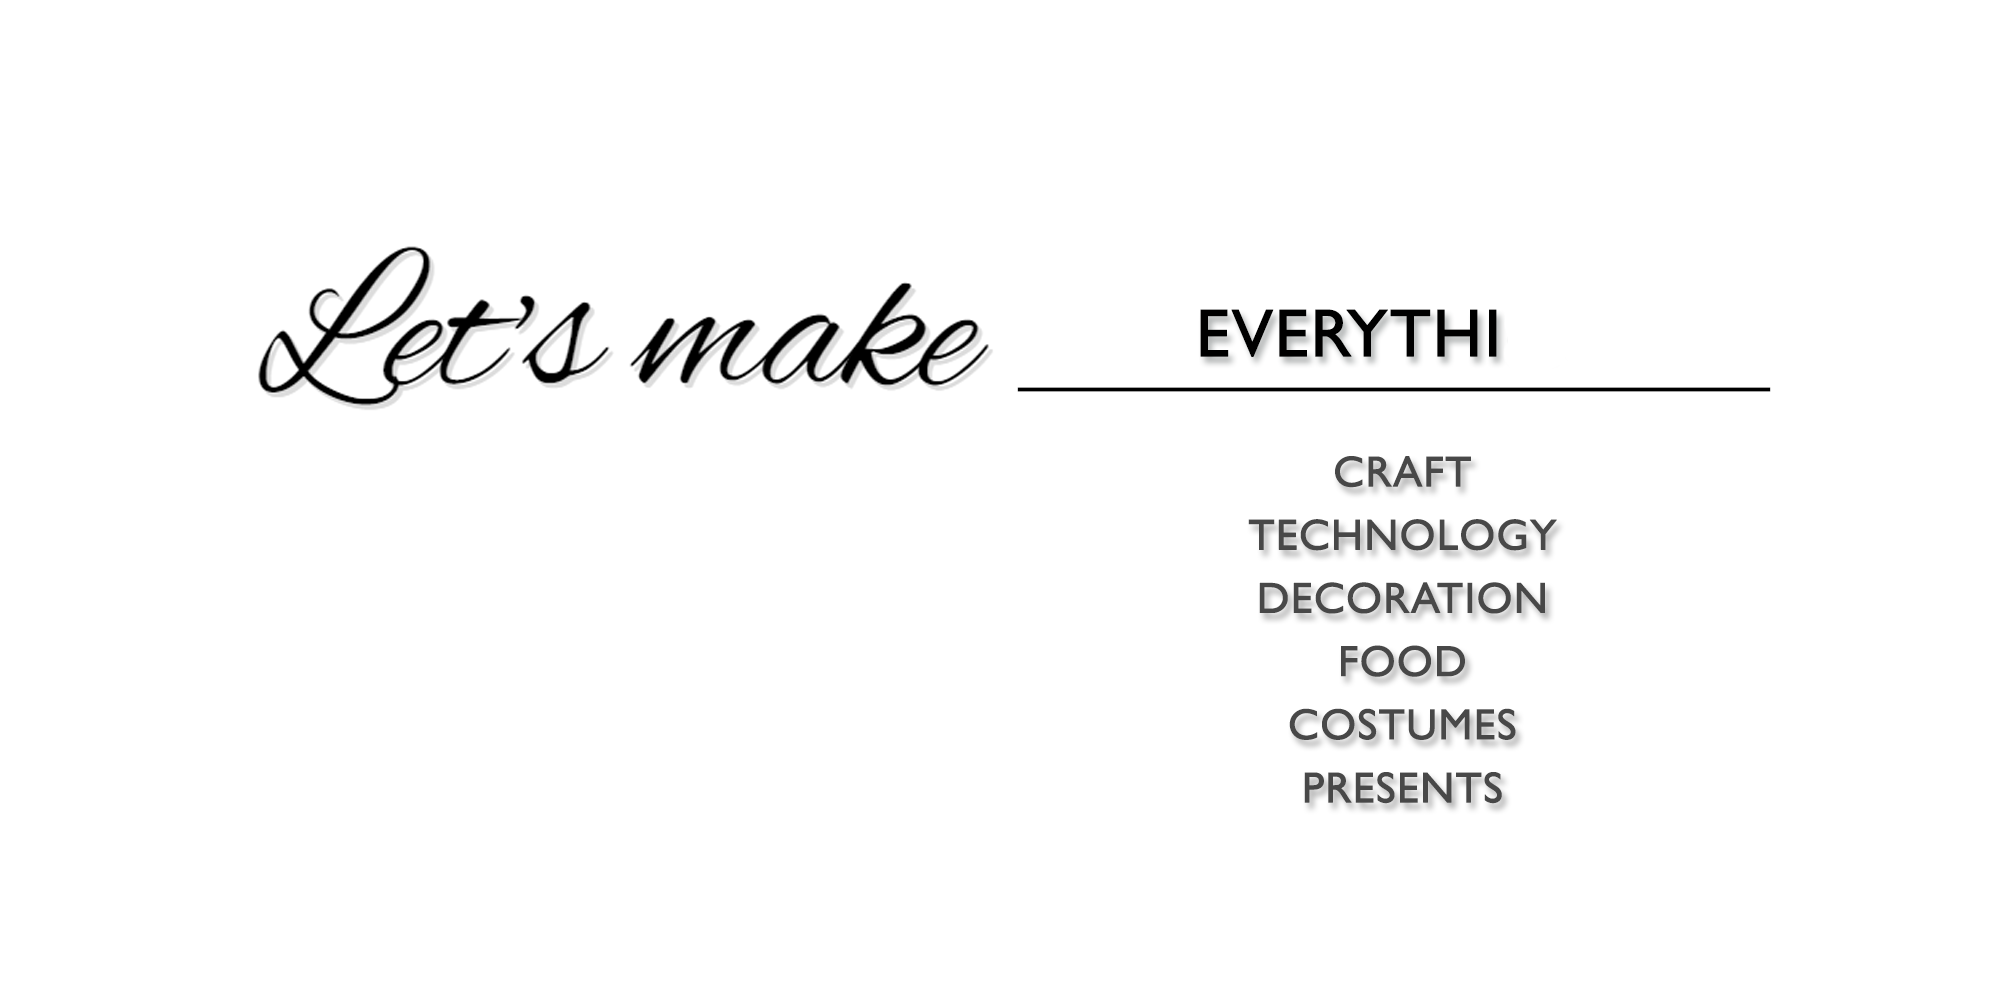 Let's make EVERYTHI
CRAFT
TECHNOLOGY
DECORATION
FOOD
COSTUMES
PRESENTS